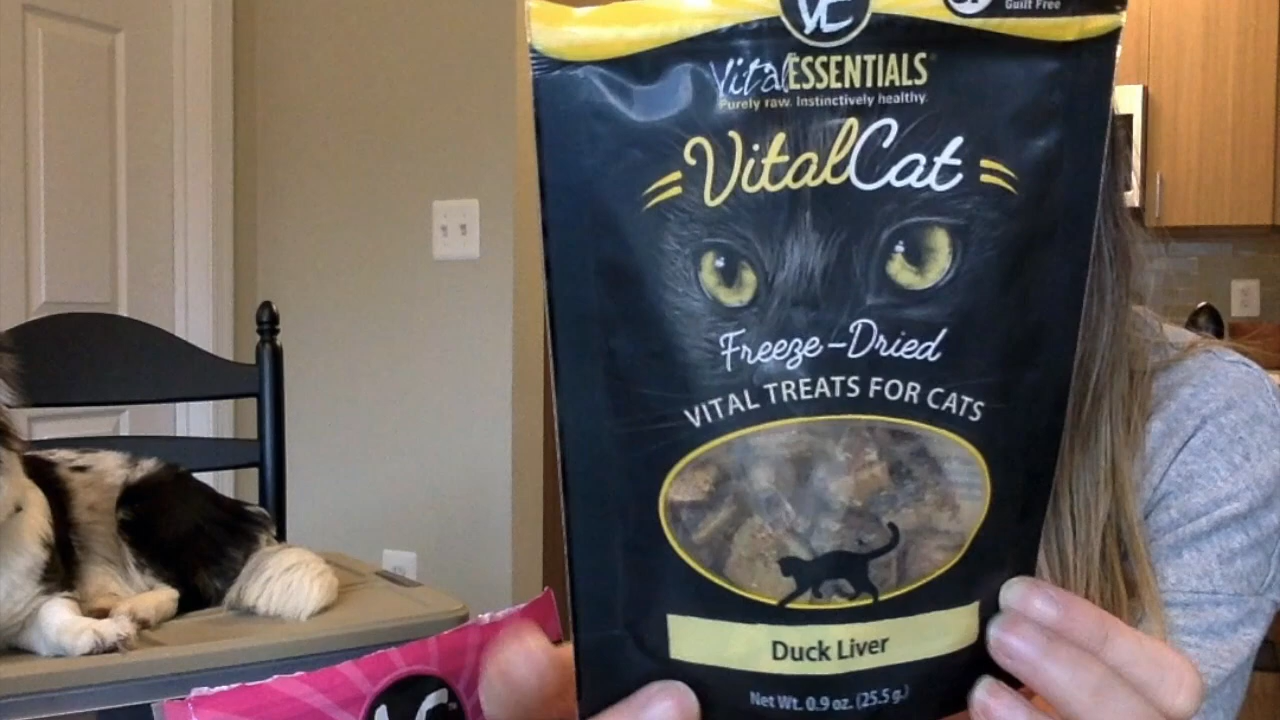 Guilt Free
VE
VitalESSENTIALS®
Purely raw. Instinctively healthy.
VitalCat
Freeze-Dried
VITAL TREATS FOR CATS
Duck Liver
Net Wt. 0.9 oz. (25.5 g.)
VE